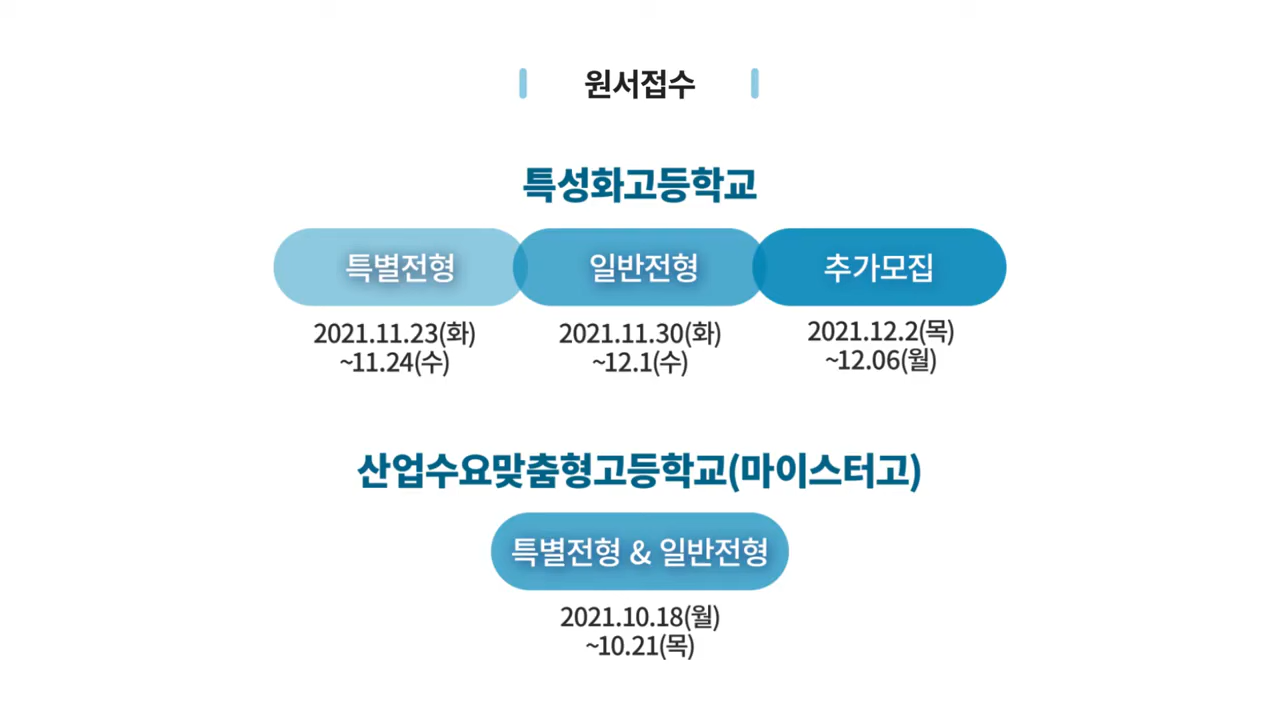 원서접수
특성화고등학교
특별전형
일반전형
추가모집
2021.11.23(화)
~11.24(수)
2021.11.30(화)
~12.1(수)
2021.12.2(목)
~12.06(월)
산업수요맞춤형고등학교(마이스터고)
특별전형 & 일반전형
2021.10.18(월)
~10.21(목)